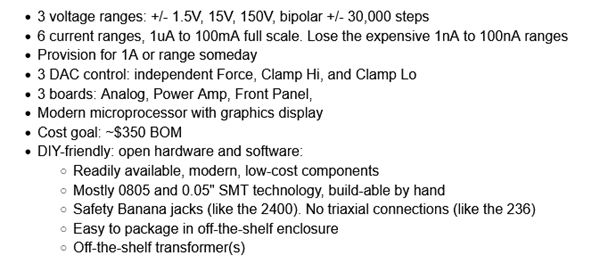 • 3 voltage ranges: +/- 1.5V, 15V, 150V, bipolar +/- 30,000 steps
• 6 current ranges, 1uA to 100mA full scale. Lose the expensive 1nA to 100nA ranges
• Provision for 1A or range someday
• 3 DAC control: independent Force, Clamp Hi, and Clamp Lo
• 3 boards: Analog, Power Amp, Front Panel,
• Modern microprocessor with graphics display
• Cost goal: ~$350 BOM
• DIY-friendly: open hardware and software:
○ Readily available, modern, low-cost components
○ Mostly 0805 and 0.05" SMT technology, build-able by hand
○ Safety Banana jacks (like the 2400). No triaxial connections (like the 236)
○ Easy to package in off-the-shelf enclosure
○ Off-the-shelf transformer(s)